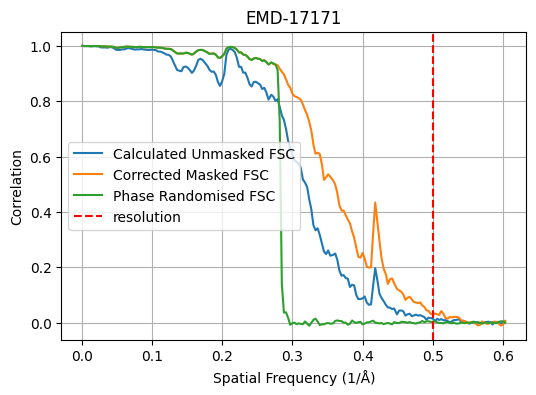 EMD-17171
Correlation
1.0
0.8
0.6
0.4
0.2
0.0
Calculated Unmasked FSC
Corrected Masked FSC
Phase Randomised FSC
resolution
0.0 0.1 0.2 0.3 0.4 0.5 0.6
Spatial Frequency (1/Å)